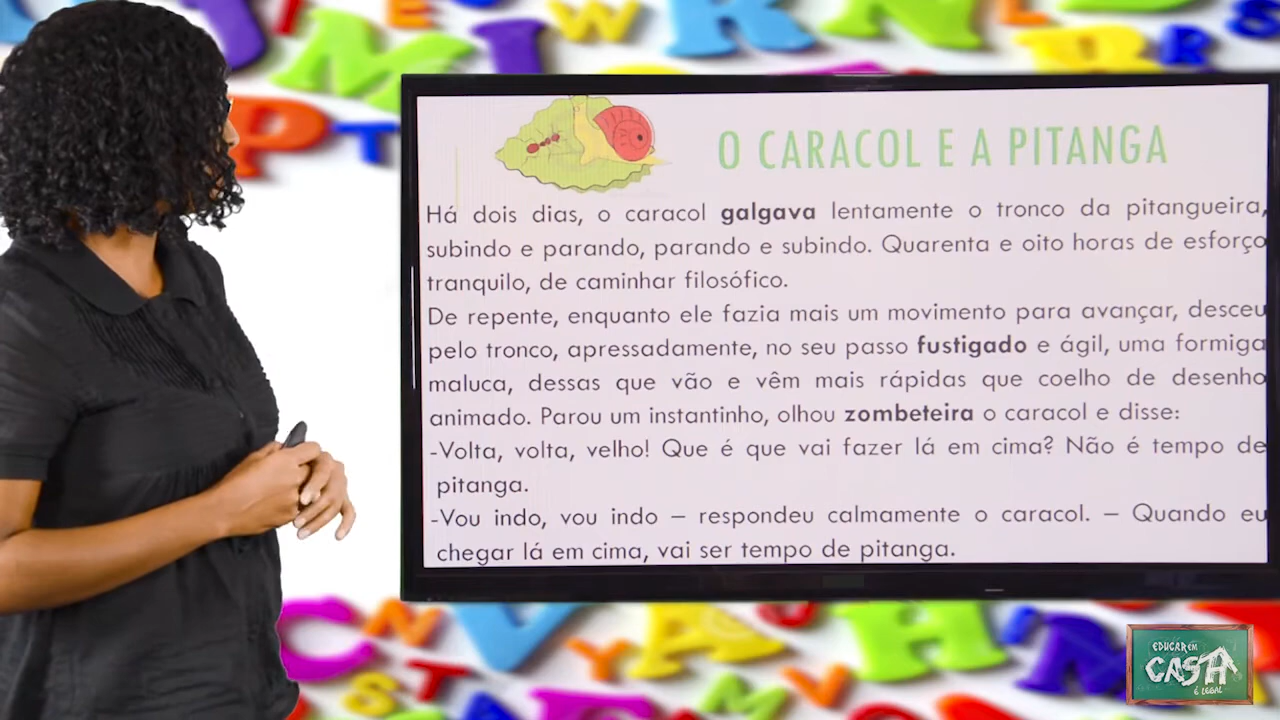 O CARACOL E A PITANGA
Há dois dias, o caracol galgava lentamente o tronco da pitangueira,
subindo e parando, parando e subindo. Quarenta e oito horas de esforço
tranquilo, de caminhar filosófico.
De repente, enquanto ele fazia mais um movimento para avançar, desceu
pelo tronco, apressadamente, no seu passo fustigado e ágil, uma formiga
maluca, dessas que vão e vêm mais rápidas que coelho de desenho
animado. Parou um instantinho, olhou zombeteira o caracol e disse:
-Volta, volta, velho! Que é que vai fazer lá em cima? Não é tempo de
pitanga.
-Vou indo, vou indo – respondeu calmamente o caracol. – Quando eu
chegar lá em cima, vai ser tempo de pitanga.
EDUCAR EM
CASA
É LEGAL